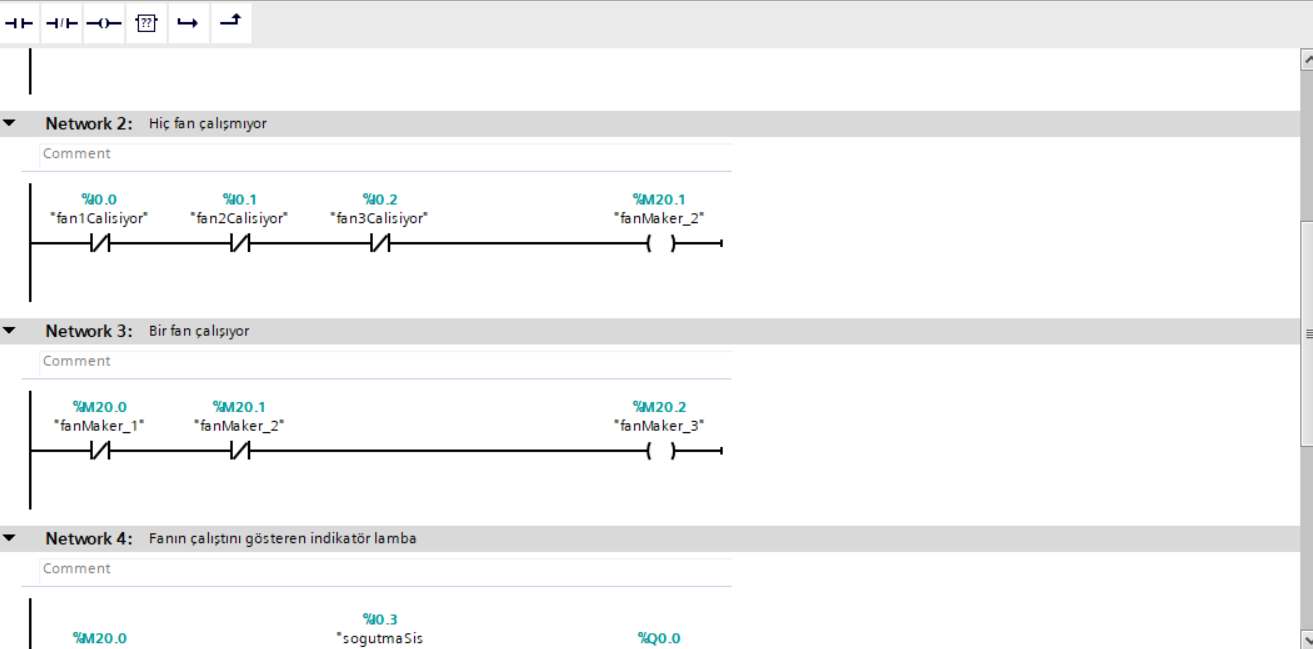 ??
Network 2: Hiç fan çalışmıyor
Comment
%I0.0 %I0.1 %I0.2 %M20.1
"fan1Calisiyor" "fan2Calisiyor" "fan3Calisiyor" "fanMaker_2"
Network 3: Bir fan çalışıyor
Comment
%M20.0 %M20.1 %M20.2
"fanMaker_1" "fanMaker_2" "fanMaker_3"
Network 4: Fanın çalıştını gösteren indikatör lamba
Comment
%I0.3
%M20.0 "sogutmaSis %Q0.0